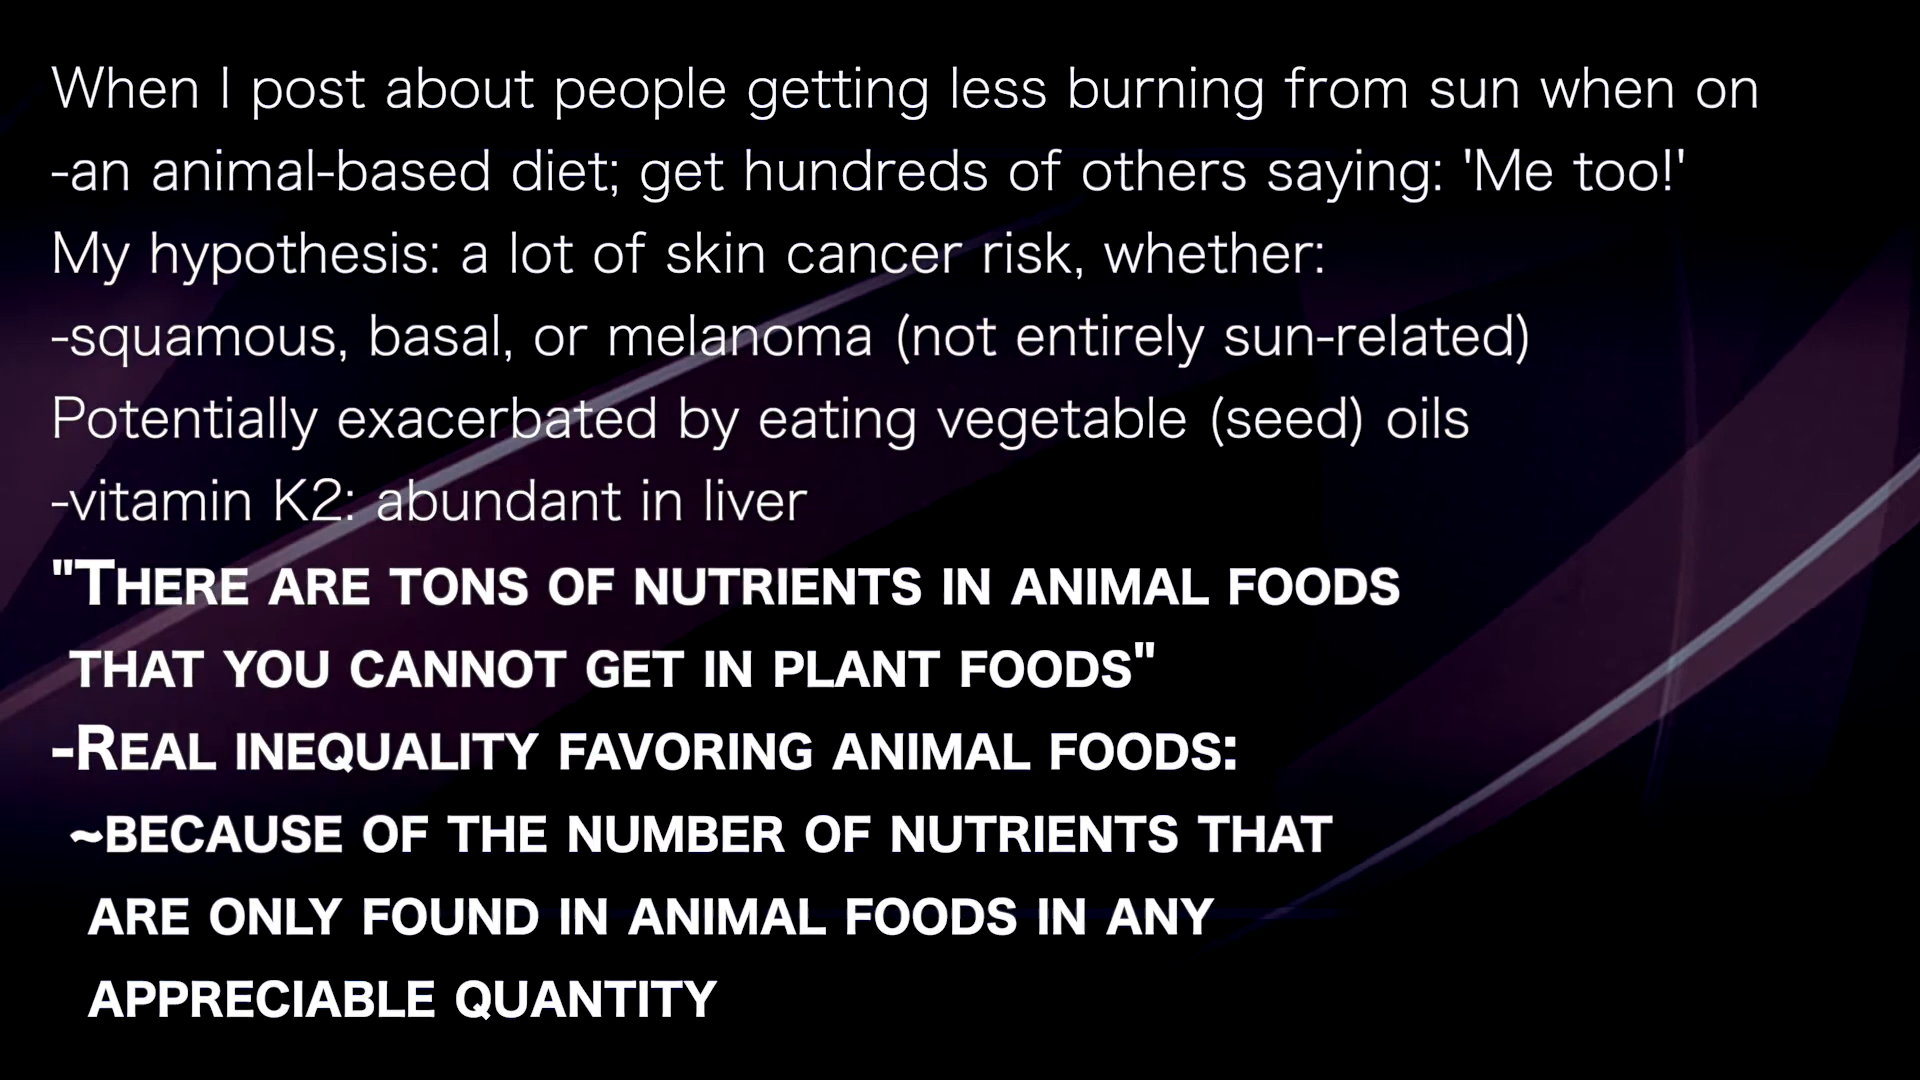 When I post about people getting less burning from sun when on
-an animal-based diet; get hundreds of others saying: 'Me too!'
My hypothesis: a lot of skin cancer risk, whether:
-squamous, basal, or melanoma (not entirely sun-related)
Potentially exacerbated by eating vegetable (seed) oils
-vitamin K2: abundant in liver
"THERE ARE TONS OF NUTRIENTS IN ANIMAL FOODS
THAT YOU CANNOT GET IN PLANT FOODS"
-REAL INEQUALITY FAVORING ANIMAL FOODS:
~BECAUSE OF THE NUMBER OF NUTRIENTS THAT
ARE ONLY FOUND IN ANIMAL FOODS IN ANY
APPRECIABLE QUANTITY